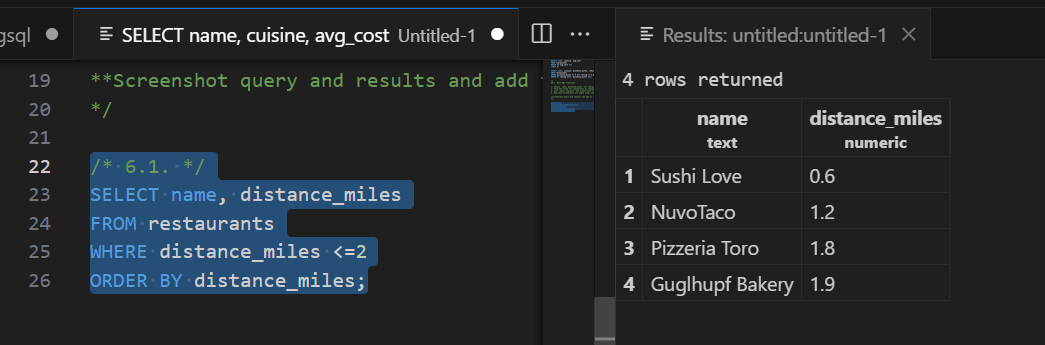 gsql
SELECT name, cuisine, avg_cost Untitled-1
19 **Screenshot query and results and add
20 */
21
22 /* 6.1. */
23 SELECT name, distance_miles
24 FROM restaurants
25 WHERE distance_miles <=2
26 ORDER BY distance_miles;
Results: untitled:untitled-1
4 rows returned
name distance_miles
text numeric
1 Sushi Love 0.6
2 NuvoTaco 1.2
3 Pizzeria Toro 1.8
4 Guglhupf Bakery 1.9